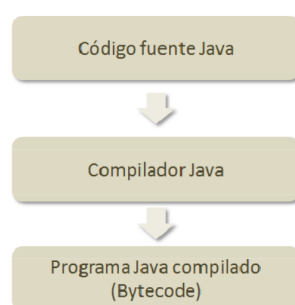 Código fuente Java
Compilador Java
Programa Java compilado
(Bytecode)